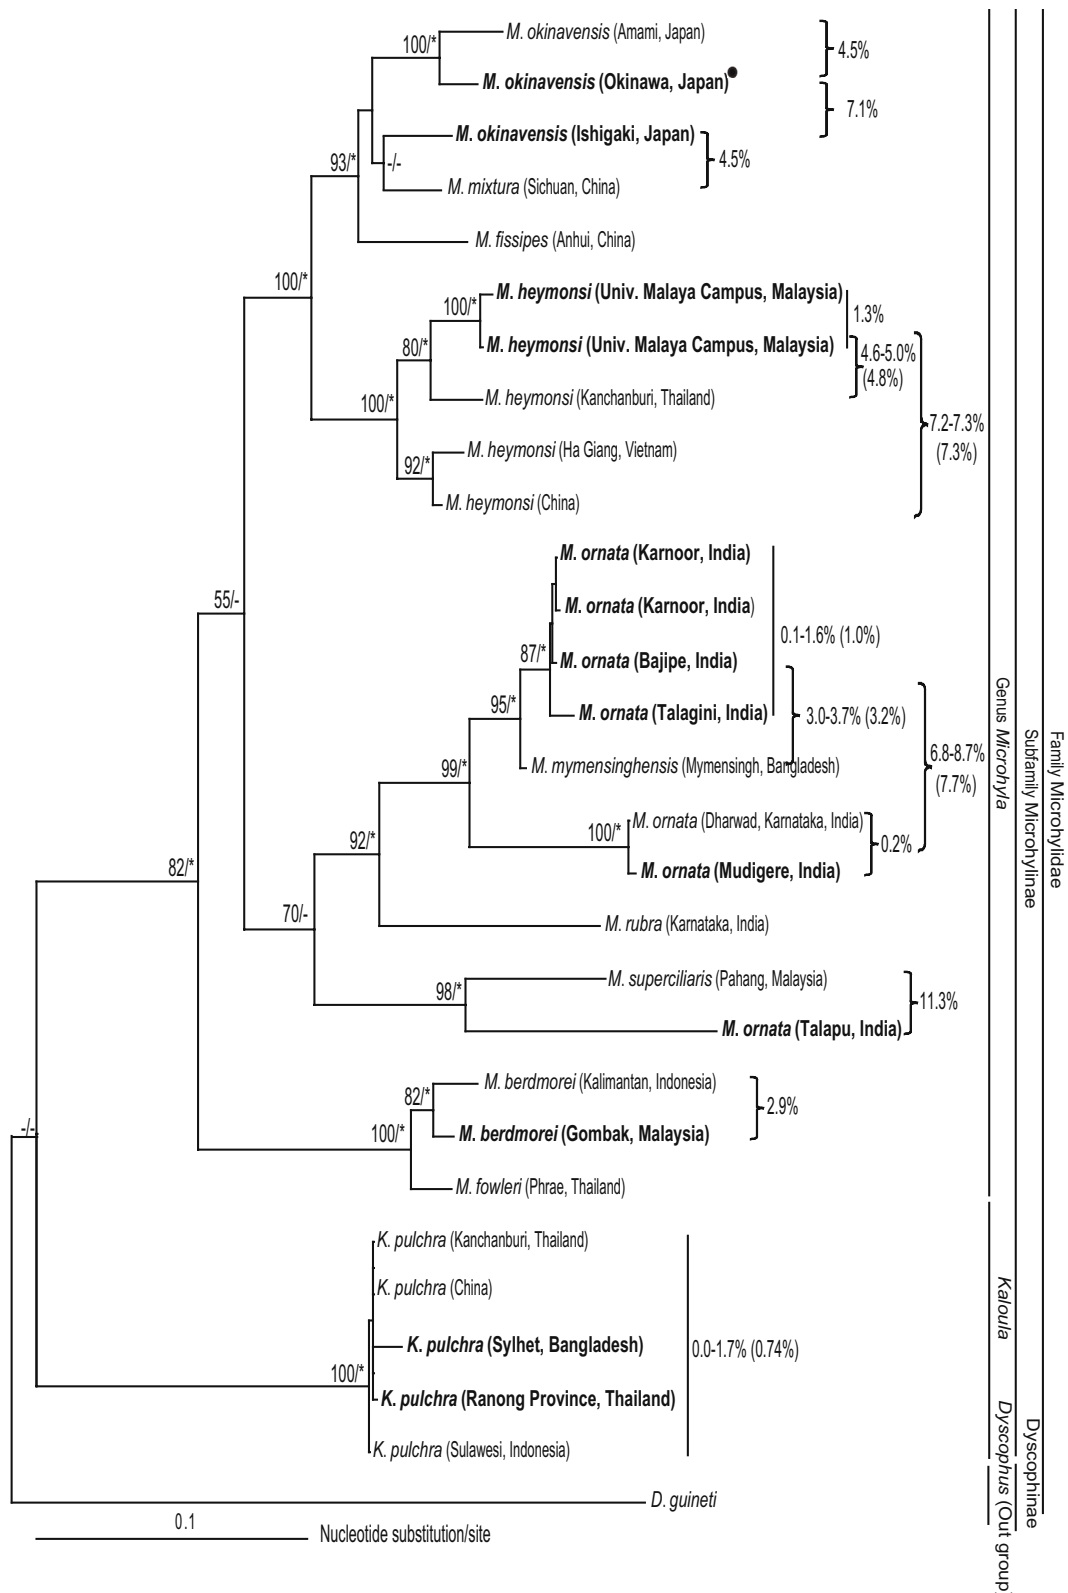 M. okinavensis (Amami, Japan)
100/*
4.5%
M. okinavensis (Okinawa, Japan)
7.1%
M. okinavensis (Ishigaki, Japan)
93/*
-/-
4.5%
M. mixtura (Sichuan, China)
M. fissipes (Anhui, China)
100/*
M. heymonsi (Univ. Malaya Campus, Malaysia)
100/*
1.3%
M. heymonsi (Univ. Malaya Campus, Malaysia)
80/*
4.6-5.0%
(4.8%)
M. heymonsi (Kanchanburi, Thailand)
100/*
7.2-7.3%
(7.3%)
M. heymonsi (Ha Giang, Vietnam)
92/*
M. heymonsi (China)
M. ornata (Karnoor, India)
55/-
M. ornata (Karnoor, India)
0.1-1.6% (1.0%)
87/*
M. ornata (Bajipe, India)
95/*
M. ornata (Talagini, India)
3.0-3.7% (3.2%)
6.8-8.7%
(7.7%)
99/*
M. mymensinghensis (Mymensingh, Bangladesh)
M. ornata (Dharwad, Karnataka, India)
100/*
92/*
0.2%
82/*
M. ornata (Mudigere, India)
70/-
M. rubra (Karnataka, India)
M. superciliaris (Pahang, Malaysia)
98/*
11.3%
M. ornata (Talapu, India)
M. berdmorei (Kalimantan, Indonesia)
82/*
2.9%
-/-
100/*
M. berdmorei (Gombak, Malaysia)
M. fowleri (Phrae, Thailand)
K. pulchra (Kanchanburi, Thailand)
K. pulchra (China)
K. pulchra (Sylhet, Bangladesh)
0.0-1.7% (0.74%)
100/*
K. pulchra (Ranong Province, Thailand)
K. pulchra (Sulawesi, Indonesia)
D. guineti
0.1
Nucleotide substitution/site
Genus Microhyla
Kaloula
Dyscophus (Out group
Subfamily Microhylinae
Dyscophinae
Family Microhylidae